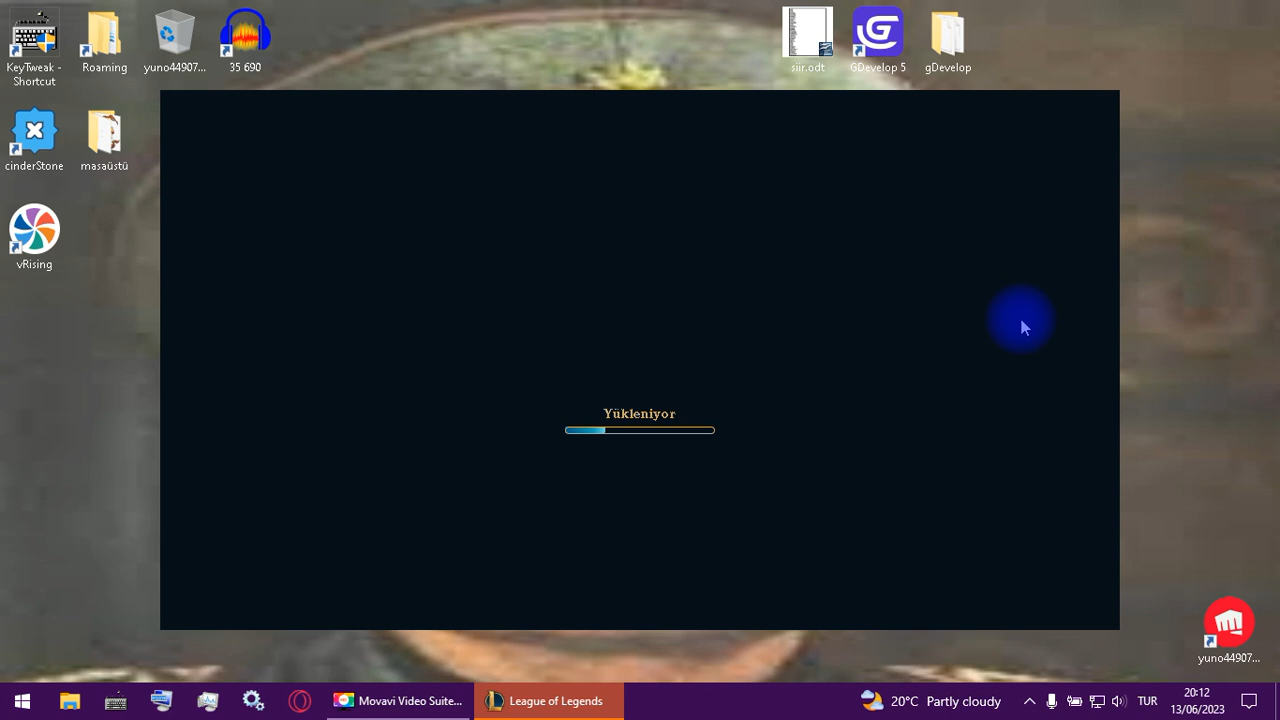 KeyTweak -
Shortcut
Roaming
yuno44907...
35 690
siir.odt
GDevelop 5
gDevelop
cinderStone
masaüstü
vRising
Yükleniyor
yuno44907...
Movavi Video Suite...
League of Legends
20°C Partly cloudy
TUR
20:12
13/06/2023